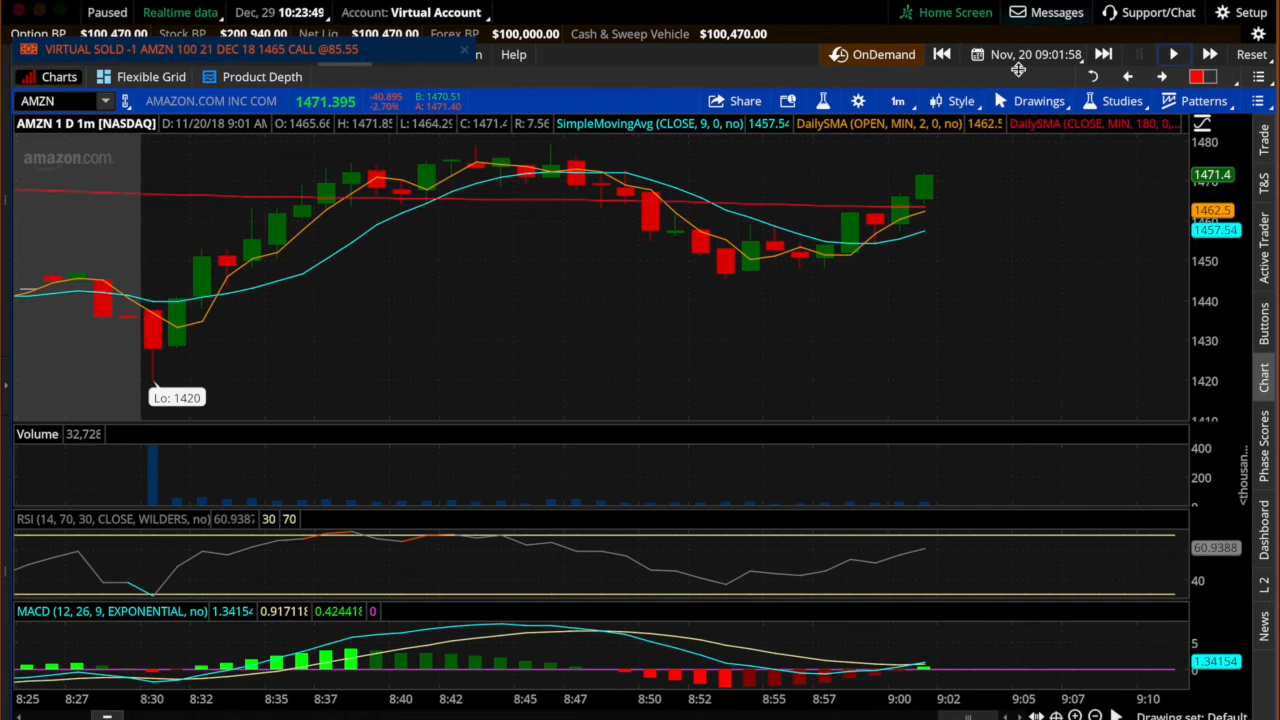 Paused Realtime data Dec, 29 10:23:49 Account: Virtual Account Home Screen Messages Support/Chat Setup
$100,470.00 $200,940.00 $100,470.00 $100,000.00 Cash & Sweep Vehicle $100,470.00
VIRTUAL SOLD -1 AMZN 100 21 DEC 18 1465 CALL @85.55 Help OnDemand Nov, 20 09:01:58 Reset
Charts Flexible Grid Product Depth
AMZN AMAZON.COM INC COM 1471.395 -40.895 -2.70% B: 1470.51 A: 1471.40 Share 1m Style Drawings Studies Patterns
AMZN 1 D 1m [NASDAQ] D: 11/20/18 9:01 AM O: 1465.66 H: 1471.85 L: 1464.29 C: 1471.4 R: 7.56 SimpleMovingAvg (CLOSE, 9, 0, no) 1457.54 DailySMA (OPEN, MIN, 2, 0, no) 1462.5 DailySMA (CLOSE, MIN, 180, 0,...
amazon.com
1480
1471.4
1462.5
1457.54
1450
1440
1430
1420
1410
Lo: 1420
Volume 32,728
400
200
<thousan...
RSI (14, 70, 30, CLOSE, WILDERS, no) 60.9387 30 70
60.9388
40
MACD (12, 26, 9, EXPONENTIAL, no) 1.34154 0.917118 0.424418 0
5
1.34154
0
8:25 8:27 8:30 8:32 8:35 8:37 8:40 8:42 8:45 8:47 8:50 8:52 8:55 8:57 9:00 9:02 9:05 9:07 9:10
Drawing set: Default
Trade
T&S
Active Trader
Buttons
Chart
Phase Scores
Dashboard
L 2
News